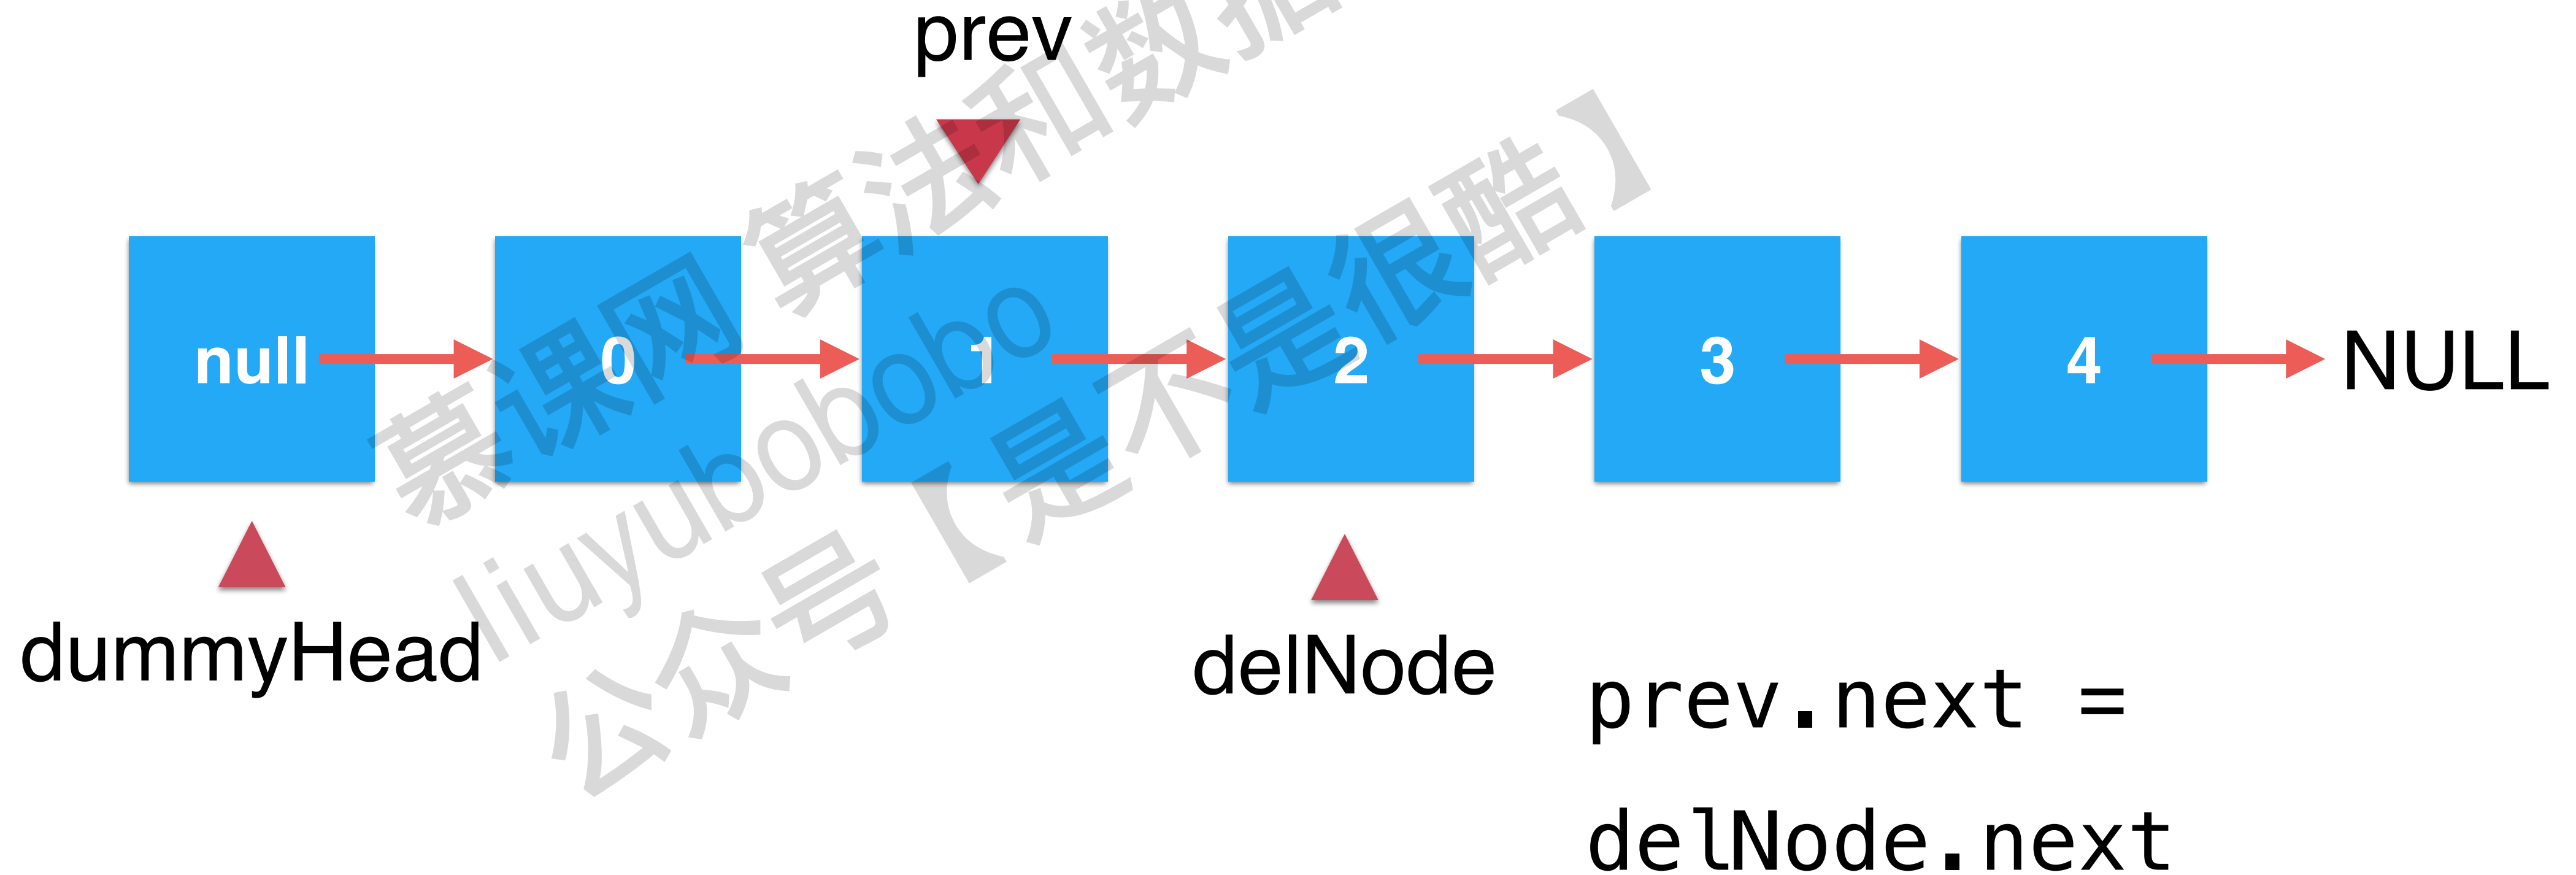 prev
null
0
1
2
3
4
NULL
dummyHead
delNode
prev.next =
delNode.next
慕课网 算法和数据
liuyubobobo
公众号【是不是很酷】